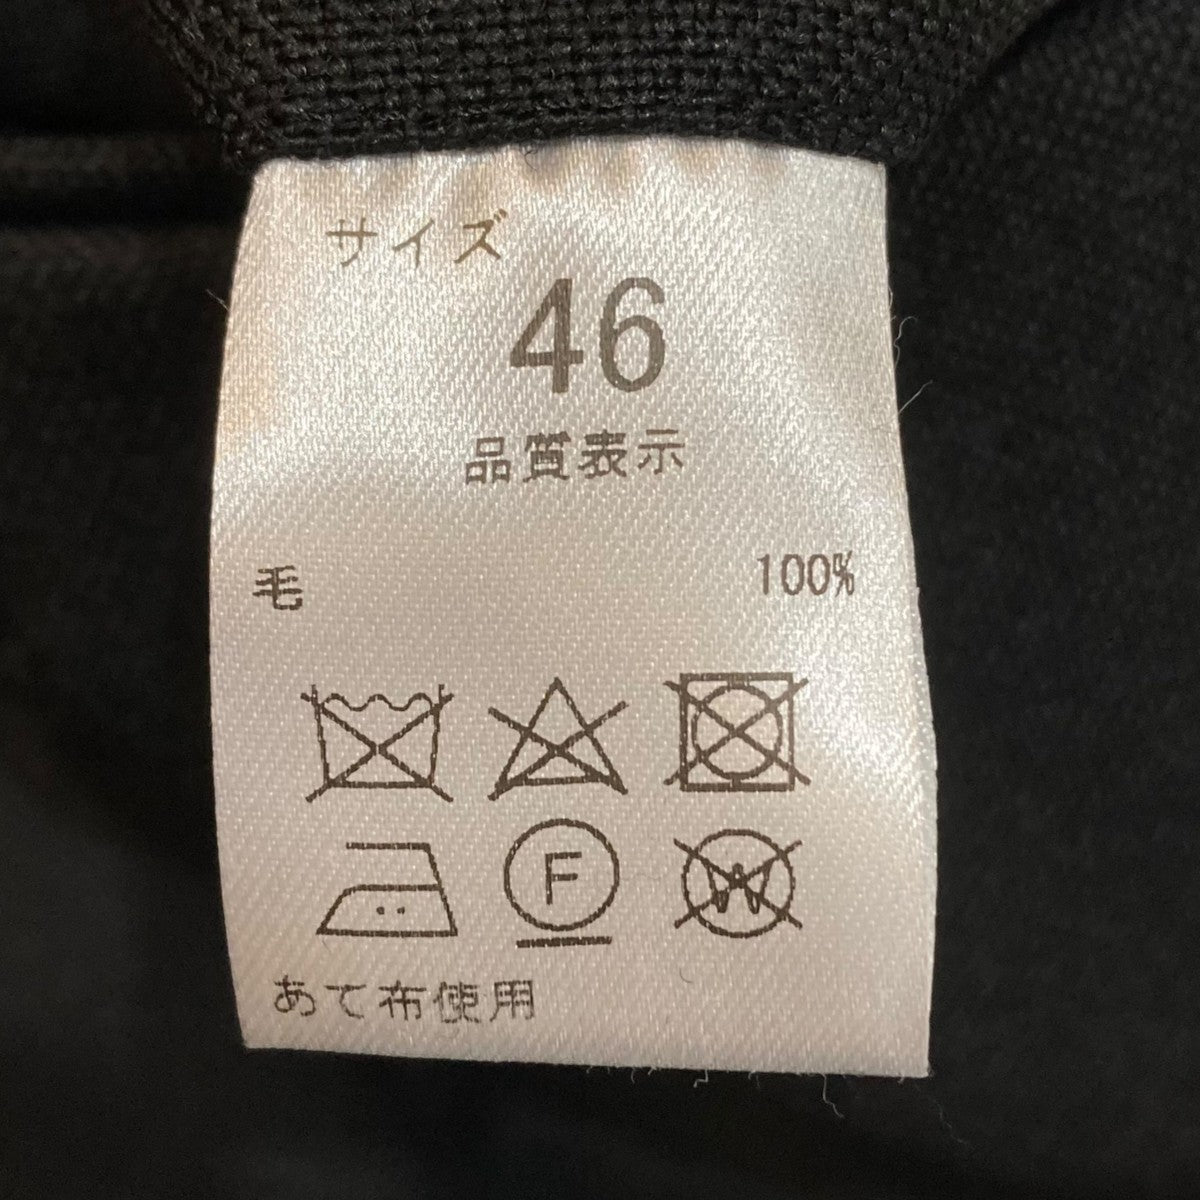 サイズ
46
品質表示
毛 100%
F W
あて布使用